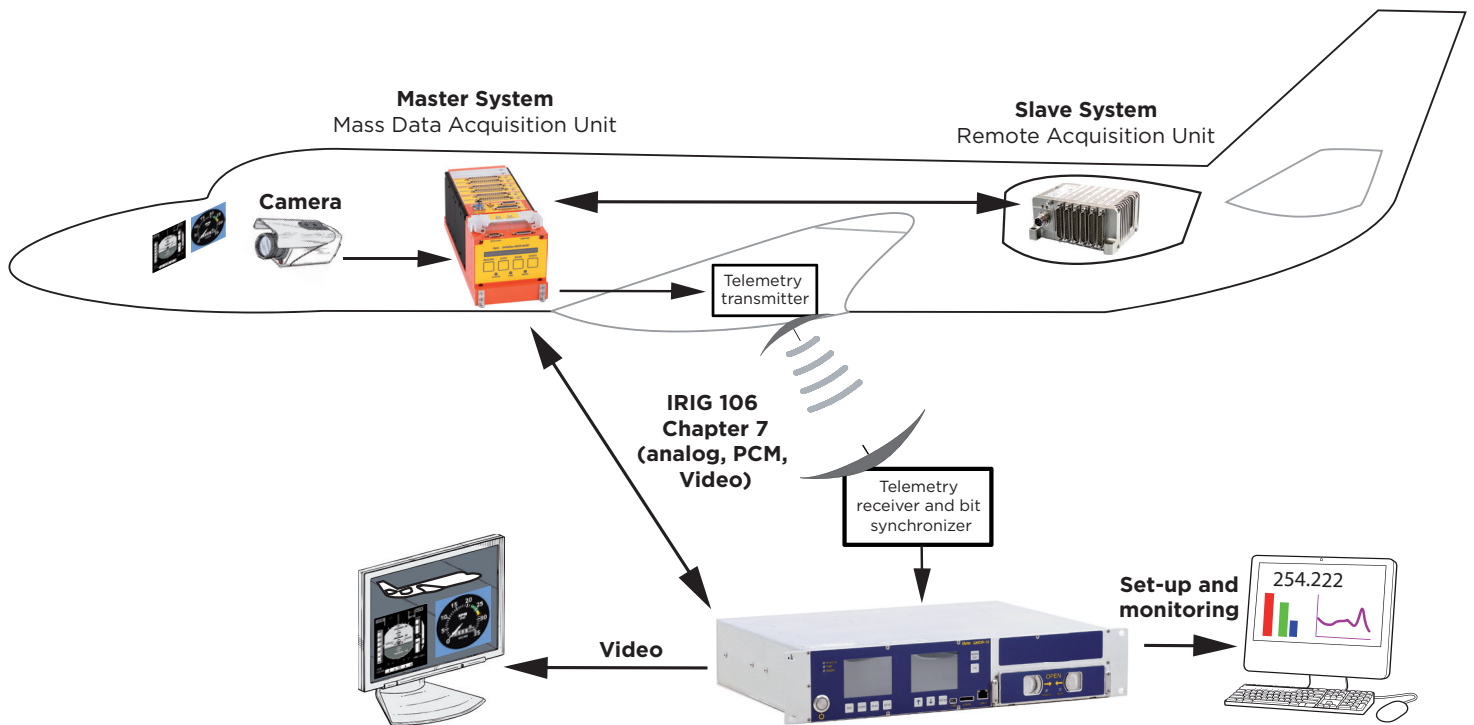 Master System
Mass Data Acquisition Unit
Slave System
Remote Acquisition Unit
Camera
Telemetry
transmitter
IRIG 106
Chapter 7
(analog, PCM,
Video)
Telemetry
receiver and bit
synchronizer
Set-up and
monitoring
254.222
Video
OPEN